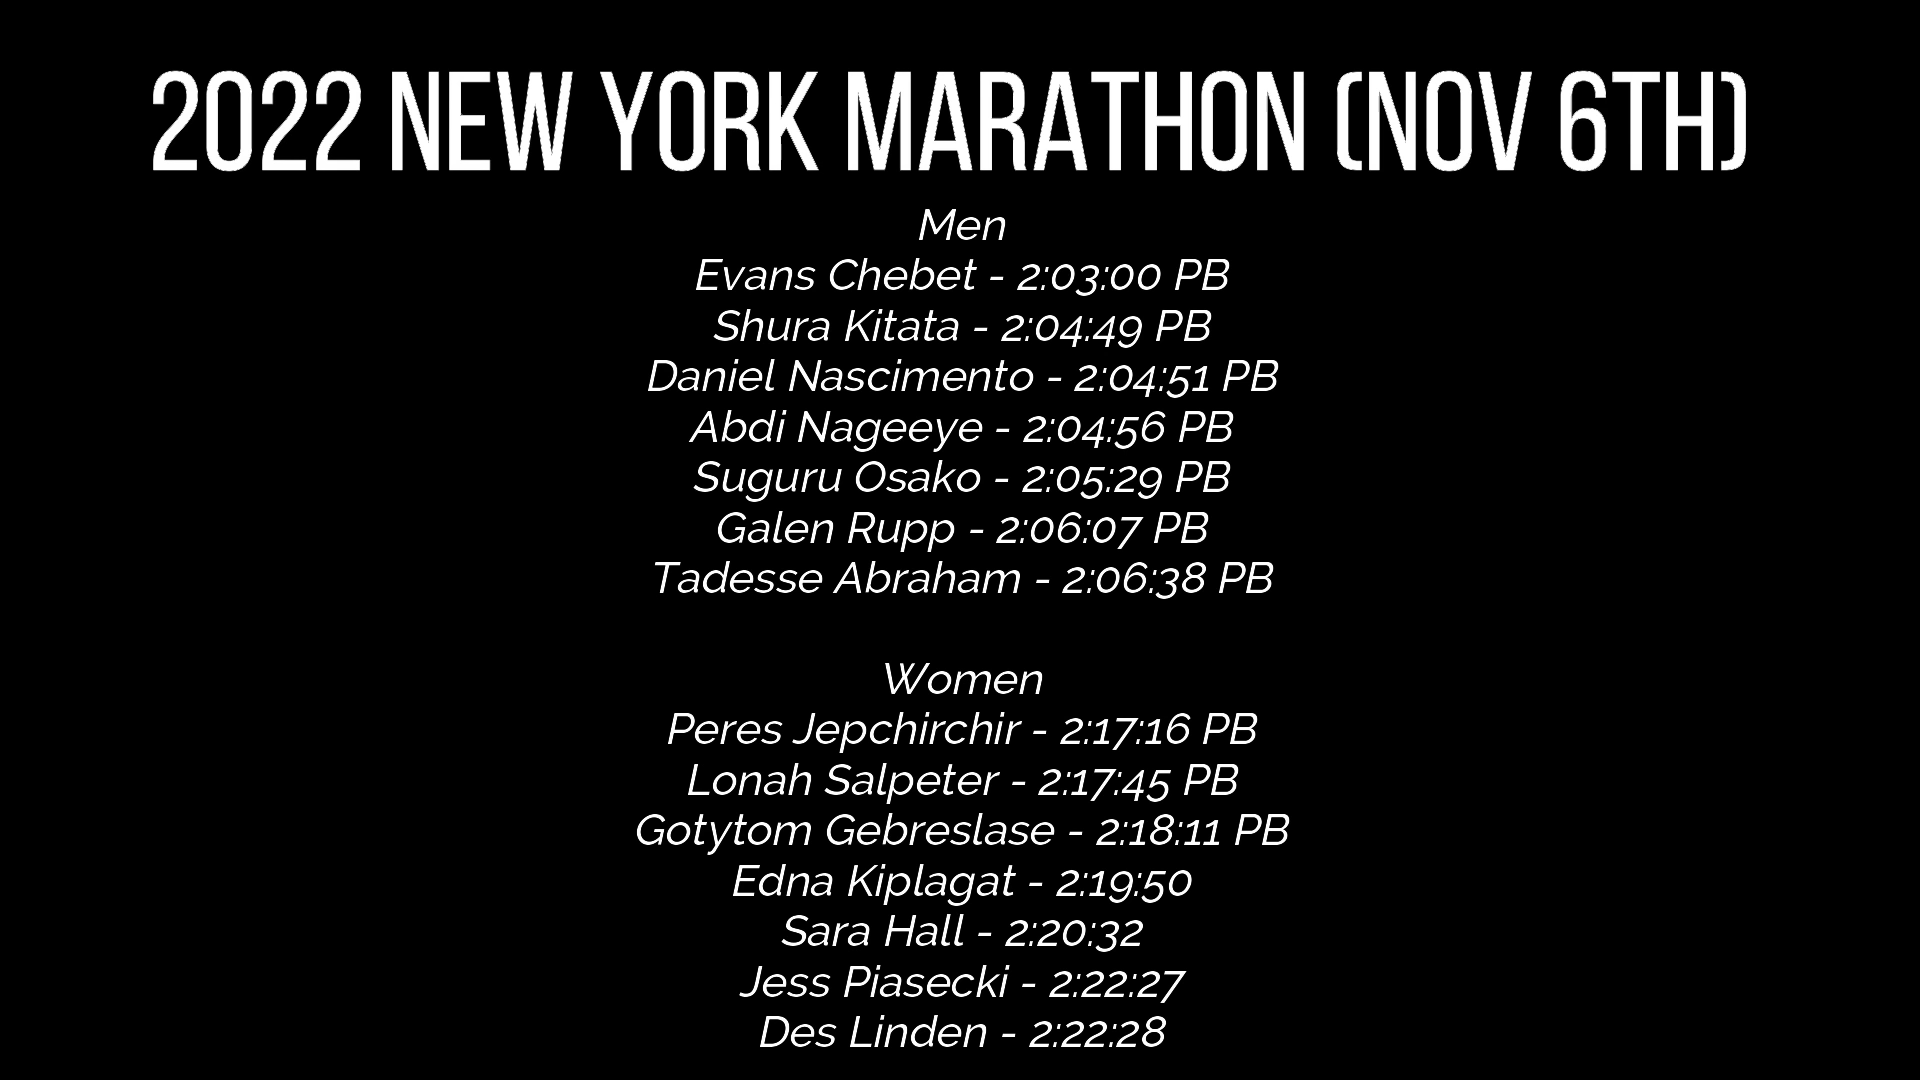 2022 NEW YORK MARATHON (NOV 6TH)
Men
Evans Chebet - 2:03:00 PB
Shura Kitata - 2:04:49 PB
Daniel Nascimento - 2:04:51 PB
Abdi Nageeye - 2:04:56 PB
Suguru Osako - 2:05:29 PB
Galen Rupp - 2:06:07 PB
Tadesse Abraham - 2:06:38 PB
Women
Peres Jepchirchir - 2:17:16 PB
Lonah Salpeter - 2:17:45 PB
Gotytom Gebreslase - 2:18:11 PB
Edna Kiplagat - 2:19:50
Sara Hall - 2:20:32
Jess Piasecki - 2:22:27
Des Linden - 2:22:28